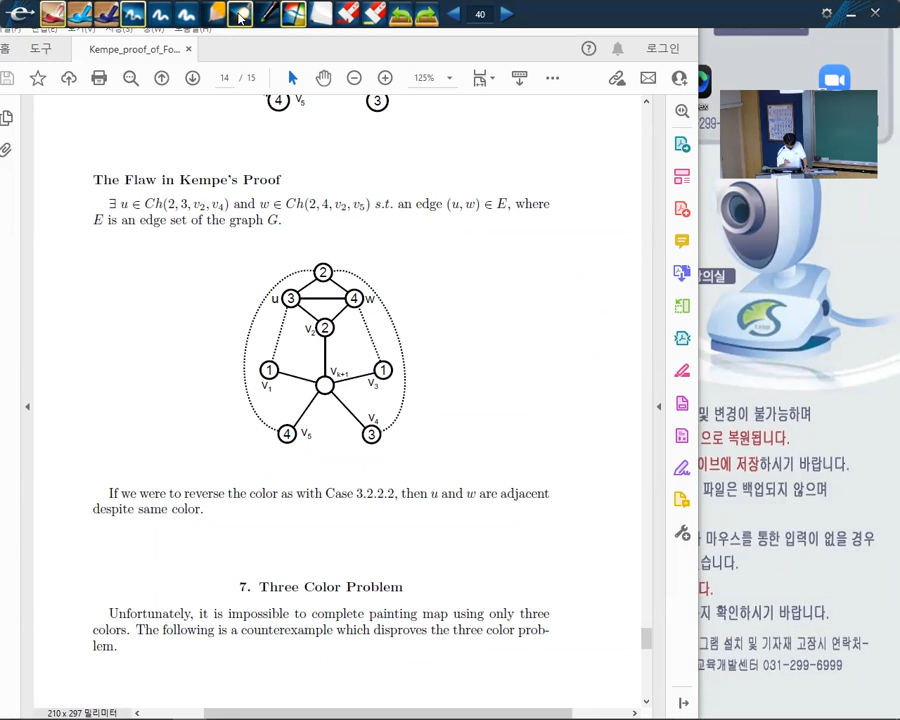 40
홈 도구 Kempe_proof_of_Fo... × 로그인
14 / 15 125%
4 V5 3
The Flaw in Kempe's Proof
∃ u ∈ Ch(2, 3, v2, v4) and w ∈ Ch(2, 4, v2, v5) s.t. an edge (u, w) ∈ E, where
E is an edge set of the graph G.
2
u 3 4 w
V2 2
1 Vk+1 1
V1 V3
V4
4 V5 3
If we were to reverse the color as with Case 3.2.2.2, then u and w are adjacent
despite same color.
7. Three Color Problem
Unfortunately, it is impossible to complete painting map using only three
colors. The following is a counterexample which disproves the three color prob-
lem.
210 x 297 밀리미터
ex
-299-
강의실
및 변경이 불가능하며
으로 복원됩니다.
이브에 저장하시기 바랍니다.
파일은 백업되지 않으며
마우스를 통한 입력이 없을 경우
습니다.
다.
지 확인하시기 바랍니다.
그램 설치 및 기자재 고장시 연락처-
교육개발센터 031-299-6999